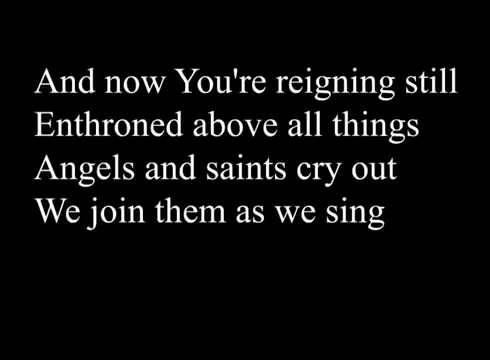 And now You're reigning still
Enthroned above all things
Angels and saints cry out
We join them as we sing